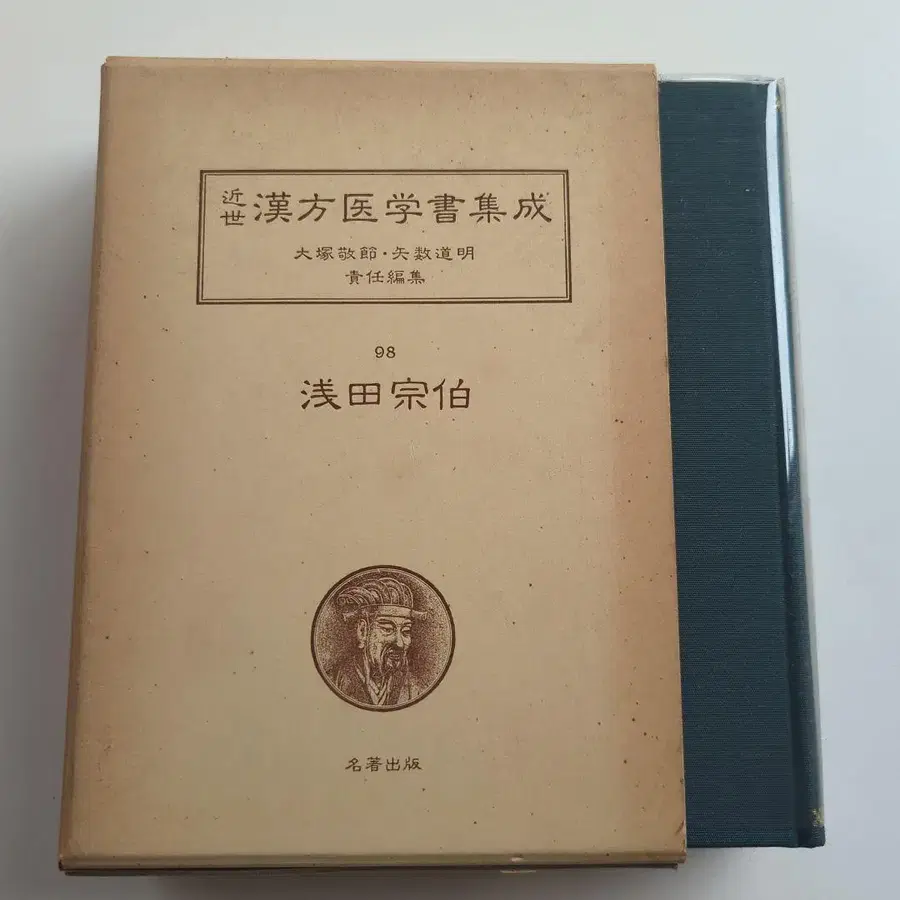 近世漢方医学書集成
大塚敬節・矢数道明
責任編集
98
浅田宗伯
名著出版